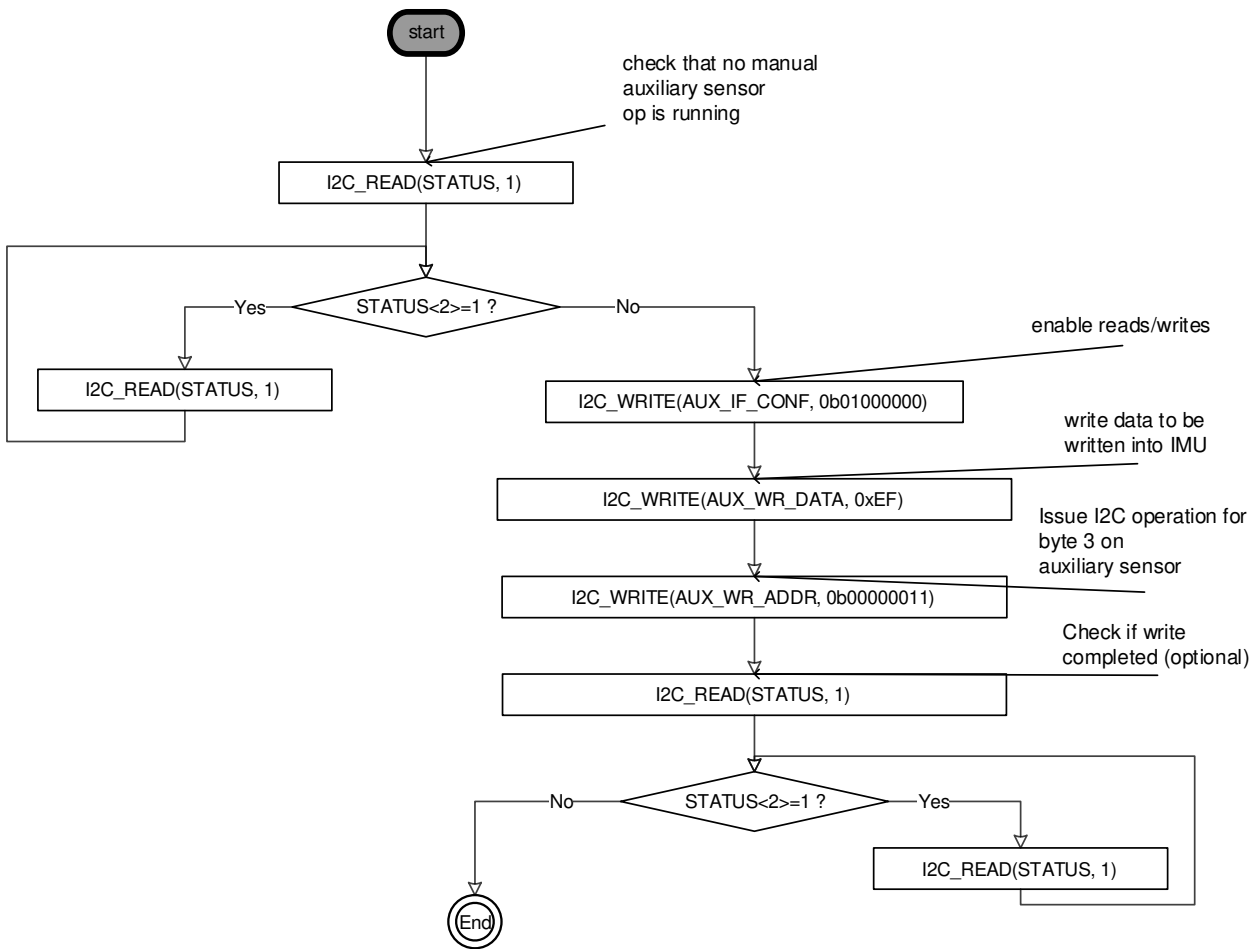 start
check that no manual
auxiliary sensor
op is running
I2C_READ(STATUS, 1)
STATUS<2>=1 ?
Yes
No
I2C_READ(STATUS, 1)
enable reads/writes
I2C_WRITE(AUX_IF_CONF, 0b01000000)
write data to be
written into IMU
I2C_WRITE(AUX_WR_DATA, 0xEF)
Issue I2C operation for
byte 3 on
auxiliary sensor
I2C_WRITE(AUX_WR_ADDR, 0b00000011)
Check if write
completed (optional)
I2C_READ(STATUS, 1)
STATUS<2>=1 ?
No
Yes
I2C_READ(STATUS, 1)
End